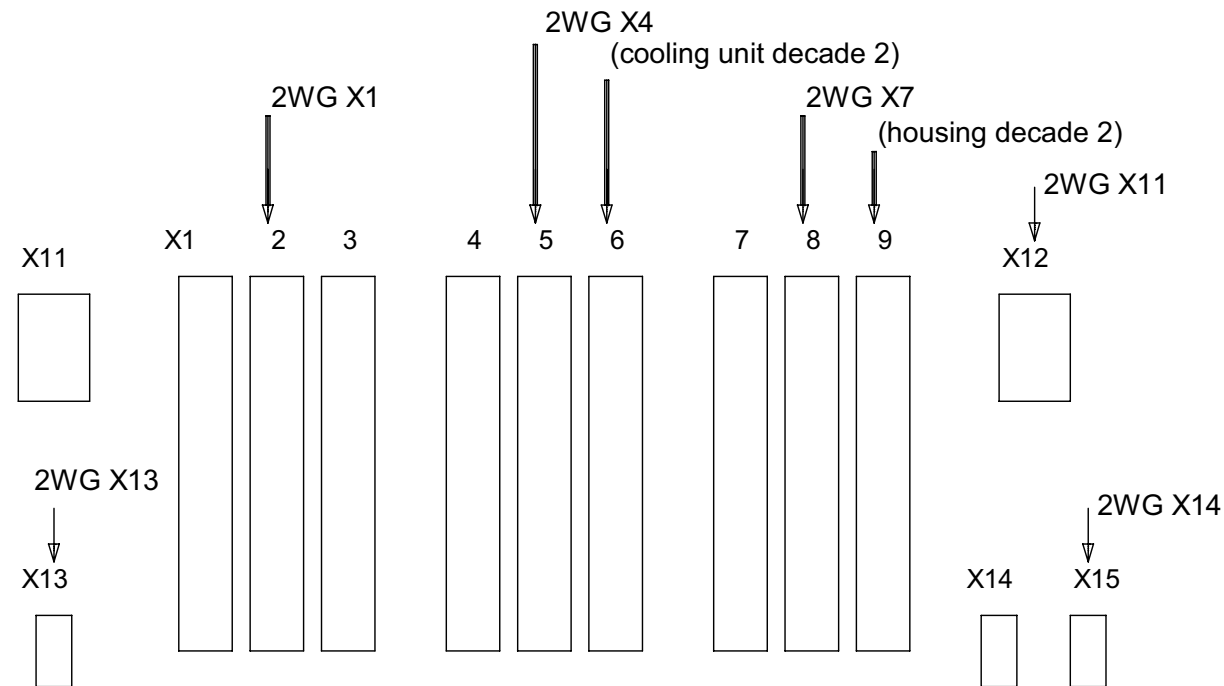 2WG X4
(cooling unit decade 2)
2WG X1
2WG X7
(housing decade 2)
2WG X11
X1 2 3 4 5 6 7 8 9
X11
X12
2WG X13
2WG X14
X13
X14 X15